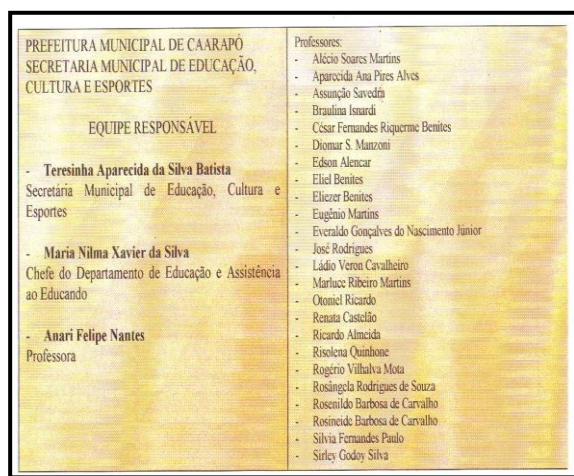 PREFEITURA MUNICIPAL DE CAARAPÓ
SECRETARIA MUNICIPAL DE EDUCAÇÃO,
CULTURA E ESPORTES
EQUIPE RESPONSÁVEL
- Teresinha Aparecida da Silva Batista
Secretária Municipal de Educação, Cultura e
Esportes
- Maria Nilma Xavier da Silva
Chefe do Departamento de Educação e Assistência
ao Educando
- Anari Felipe Nantes
Professora
Professores:
- Alécio Soares Martins
- Aparecida Ana Pires Alves
- Assunção Savedra
- Braulina Isnardi
- César Fernandes Riquerme Benites
- Diomar S. Manzoni
- Edson Alencar
- Eliel Benites
- Eliezer Benites
- Eugênio Martins
- Everaldo Gonçalves do Nascimento Júnior
- José Rodrigues
- Ládio Veron Cavalheiro
- Marluce Ribeiro Martins
- Otoniel Ricardo
- Renata Castelão
- Ricardo Almeida
- Risolena Quinhone
- Rogério Vilhalva Mota
- Rosângela Rodrigues de Souza
- Rosenildo Barbosa de Carvalho
- Rosineide Barbosa de Carvalho
- Silvia Fernandes Paulo
- Sirley Godoy Silva